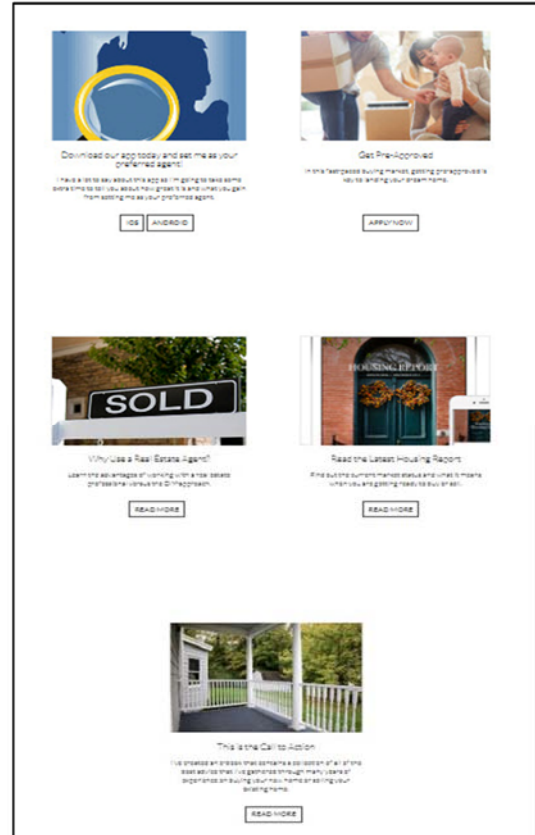 Download our app today and set me as your
preferred agent!
I have a lot to say about this app so I'm going to take some
extra time to tell you about how great it is and what you gain
from setting me as your preferred agent.
IOS ANDROID
Get Pre-Approved
In this fast-paced buying market, getting pre-approved is
key to landing your dream home.
APPLY NOW
SOLD
Why Use a Real Estate Agent?
Learn the advantages of working with a real estate
professional versus the DIY approach.
READ MORE
HOUSING REPORT
Read the Latest Housing Report
Find out the current market status and what it means
when you are getting ready to buy or sell.
READ MORE
This is the Call to Action
I've created an ebook that contains a collection of all of the
best advice that I've gathered through many years of
experience on buying your new home or selling your
existing home.
READ MORE